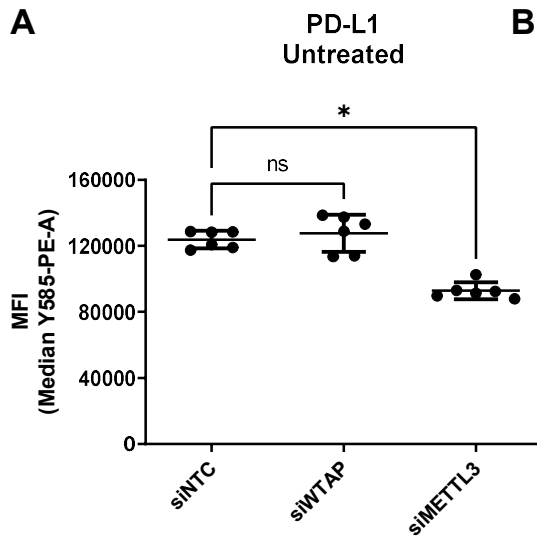 A
PD-L1
B
Untreated
*
ns
MFI
(Median Y585-PE-A)
160000
120000
80000
40000
0
siNTC
siWTAP
siMETTL3